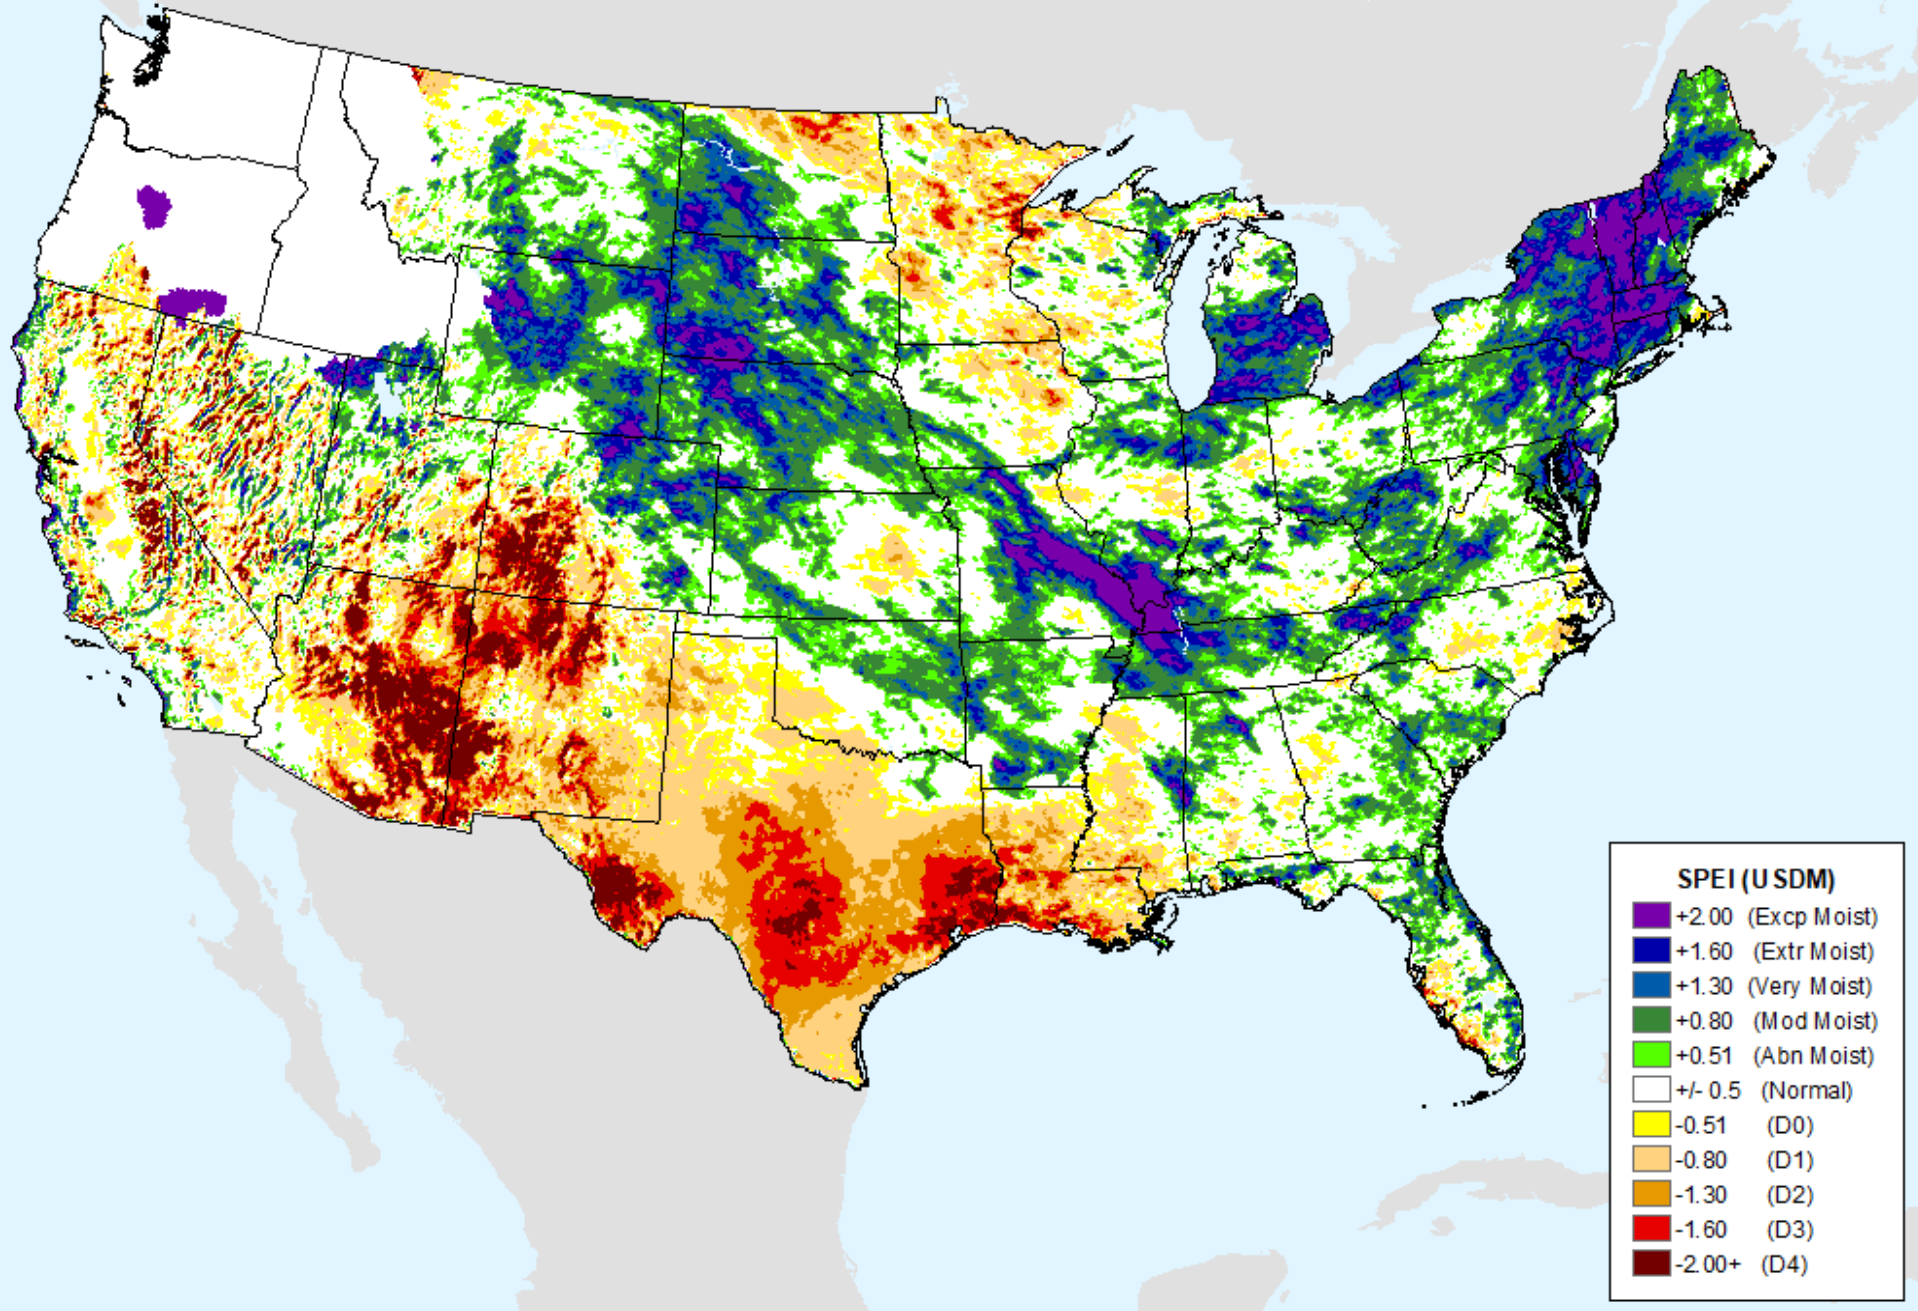 SPEI (USDM)
+2.00 (Excp Moist)
+1.60 (Extr Moist)
+1.30 (Very Moist)
+0.80 (Mod Moist)
+0.51 (Abn Moist)
+/- 0.5 (Normal)
-0.51 (D0)
-0.80 (D1)
-1.30 (D2)
-1.60 (D3)
-2.00+ (D4)